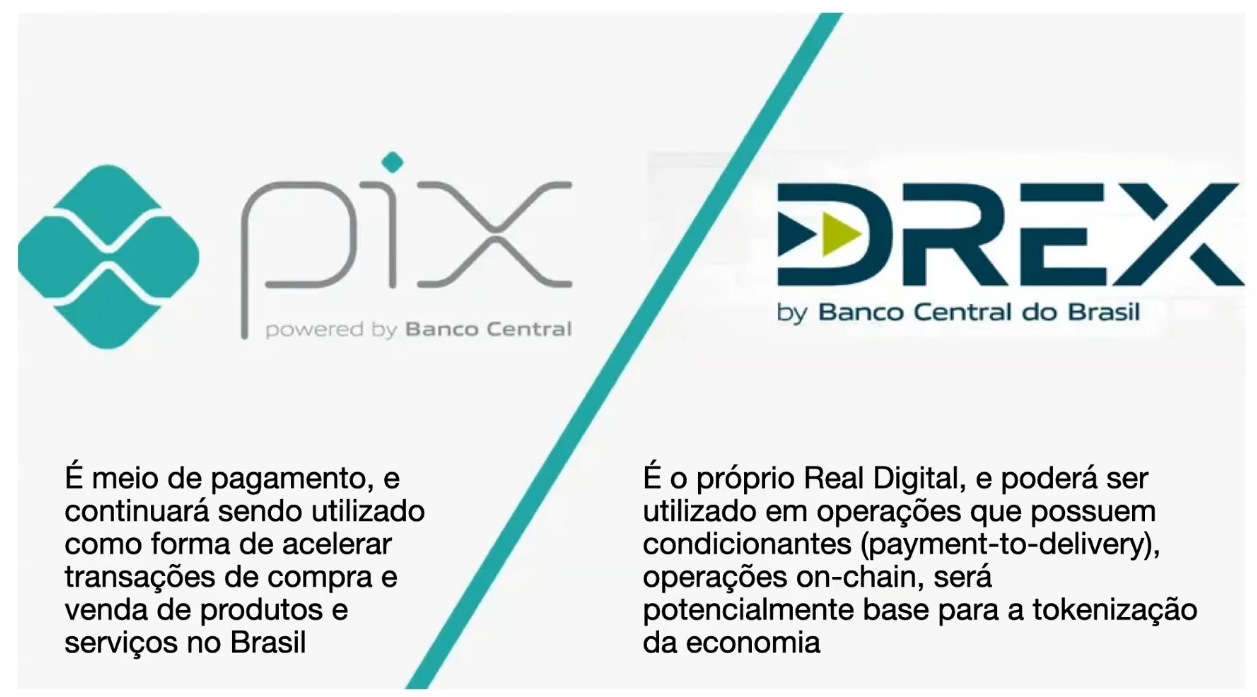 pix
powered by Banco Central
DREX
by Banco Central do Brasil
É meio de pagamento, e
continuará sendo utilizado
como forma de acelerar
transações de compra e
venda de produtos e
serviços no Brasil
É o próprio Real Digital, e poderá ser
utilizado em operações que possuem
condicionantes (payment-to-delivery),
operações on-chain, será
potencialmente base para a tokenização
da economia